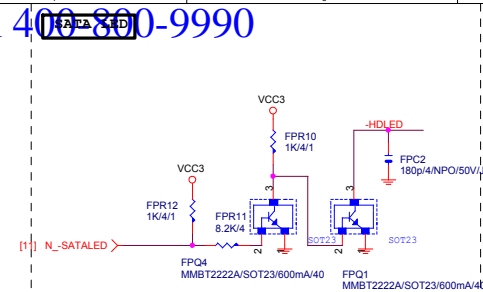 400-800-9990
SATA LED
VCC3
FPR10
1K/4/1
-HDLED
FPC2
180p/4/NPO/50V/J
VCC3
FPR12
1K/4/1
FPR11
8.2K/4
3
3
N_-SATALED
2
1
SOT23
2
1
SOT23
FPQ4
MMBT2222A/SOT23/600mA/40
FPQ1
MMBT2222A/SOT23/600mA/40